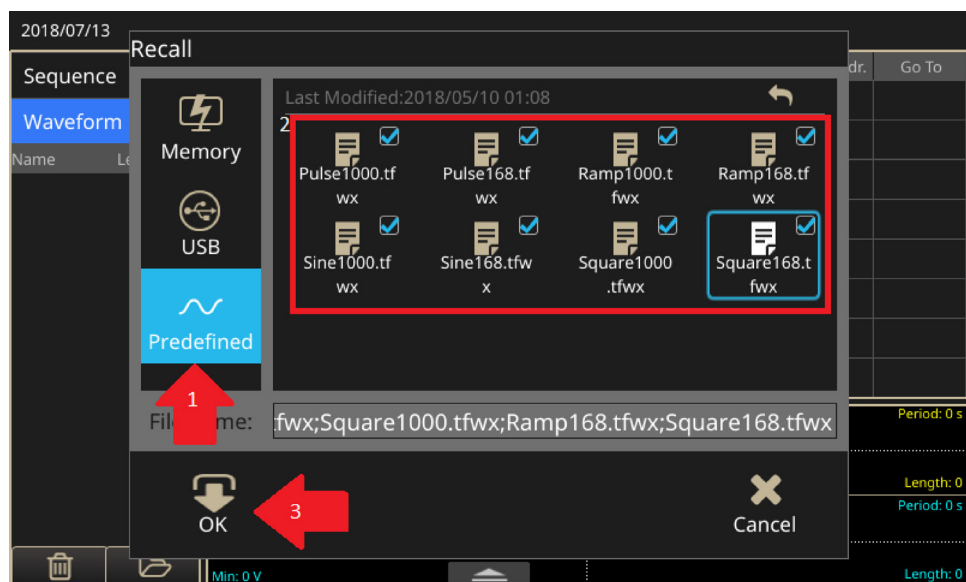 2018/07/13
Recall
Sequence
Waveform
Name
dr.
Go To
Last Modified:2018/05/10 01:08
2
Memory
USB
Predefined
Pulse1000.tf
wx
Pulse168.tf
wx
Ramp1000.t
fwx
Ramp168.tf
wx
Sine1000.tf
wx
Sine168.tfw
x
Square1000
.tfwx
Square168.t
fwx
1
File
me:
:fwx;Square1000.tfwx;Ramp168.tfwx;Square168.tfwx
OK
3
Cancel
Period: 0 s
Length: 0
Period: 0 s
Min: 0 V
Length: 0